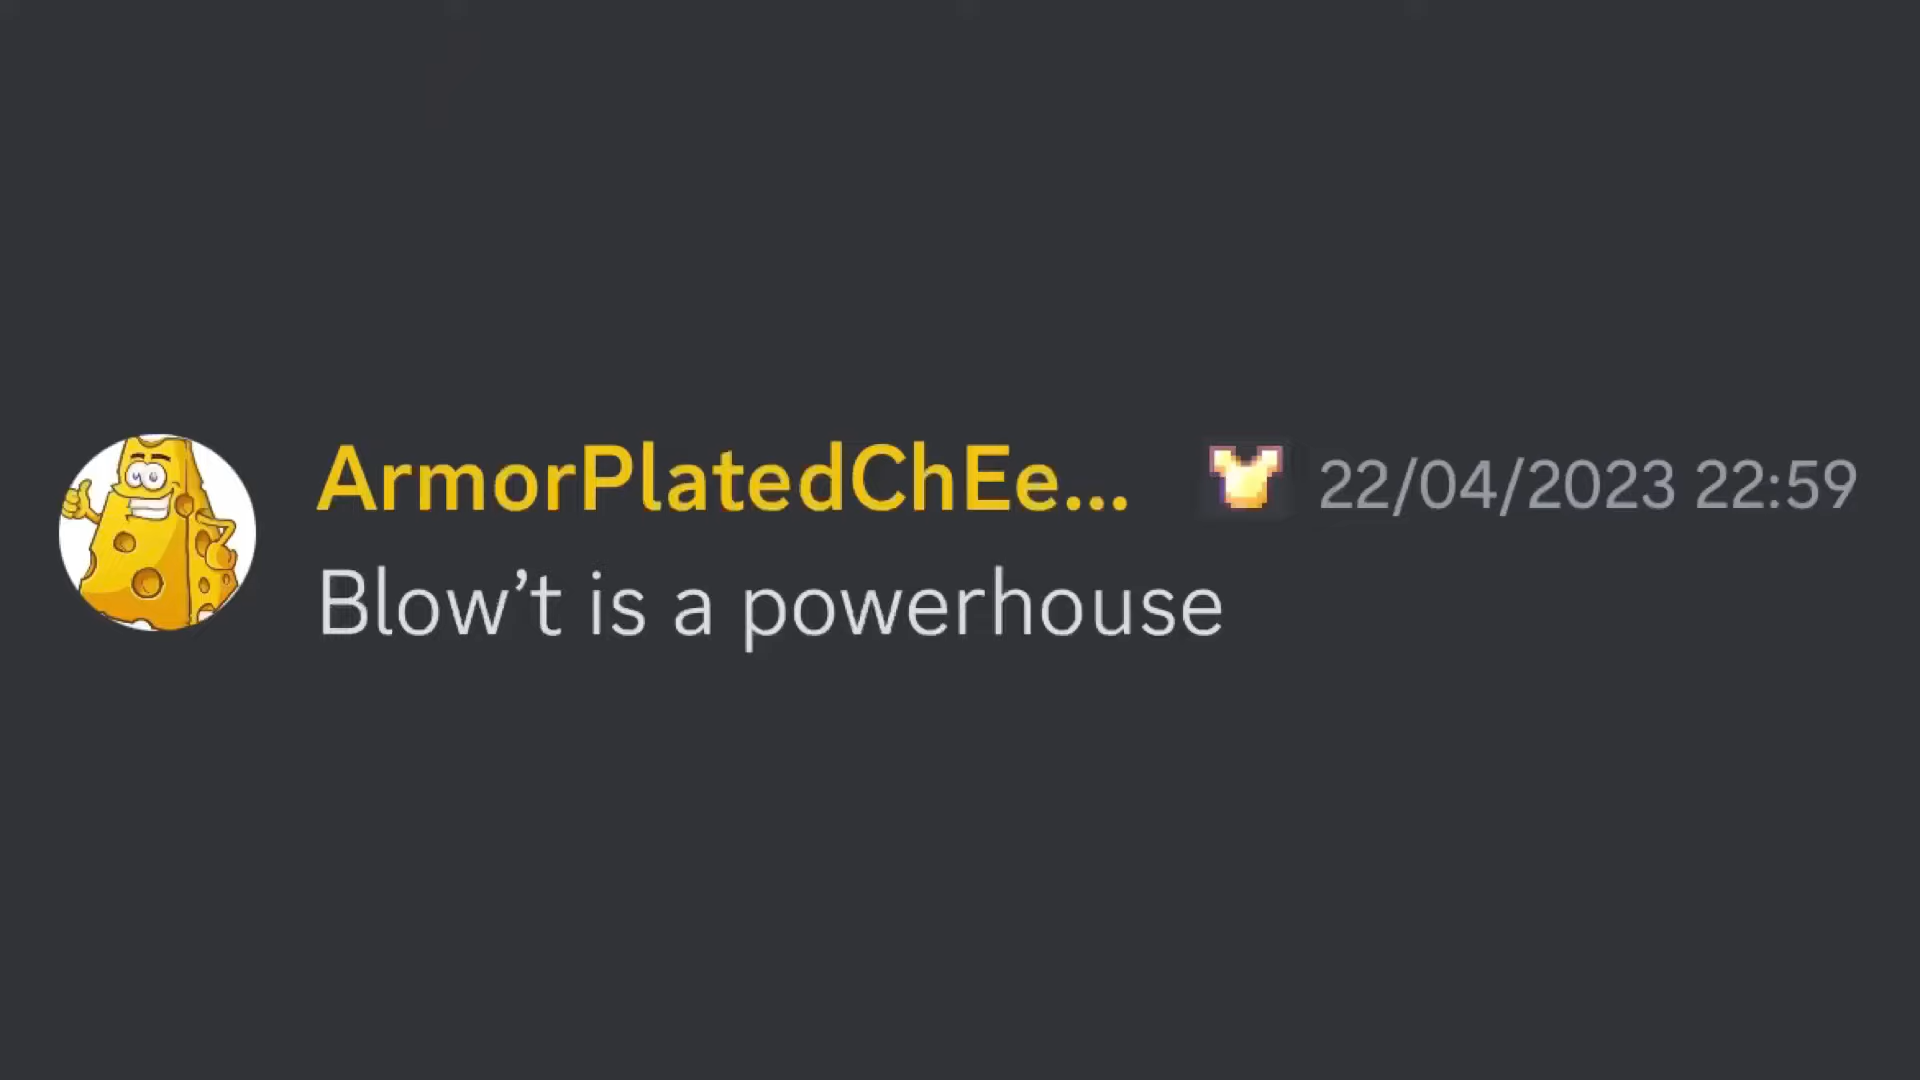 ArmorPlatedChEe... 22/04/2023 22:59
Blow’t is a powerhouse